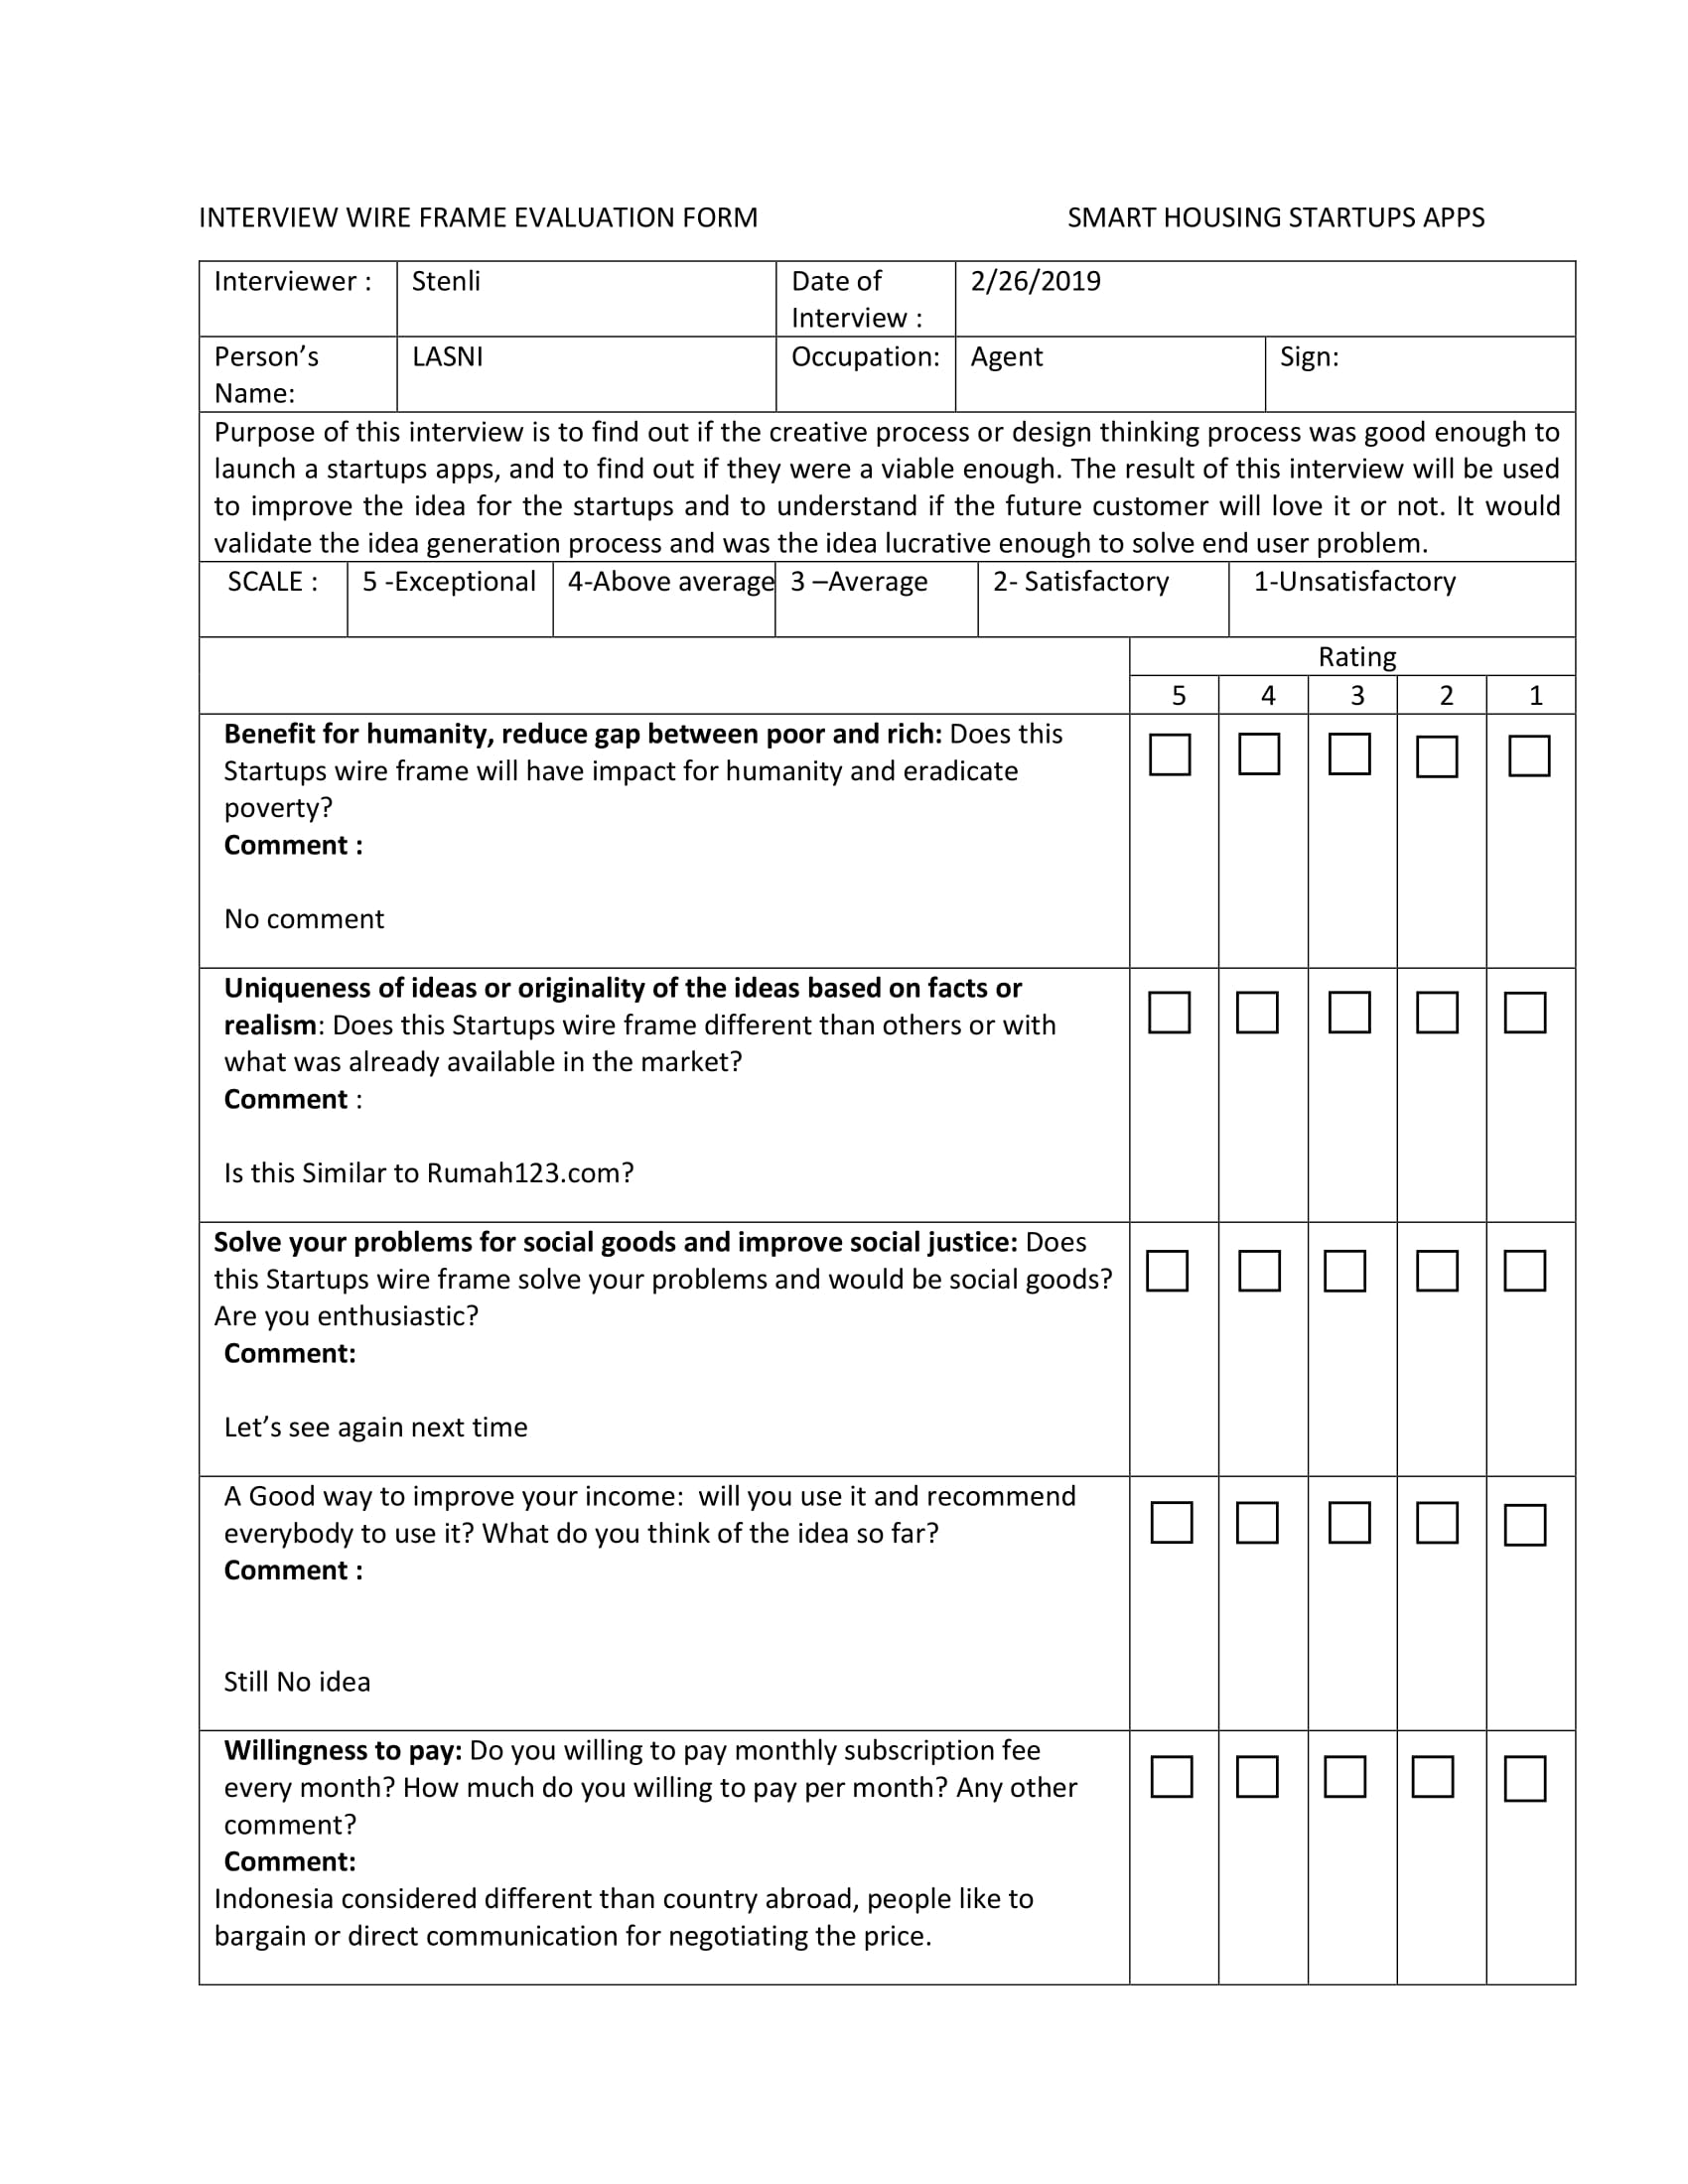 INTERVIEW WIRE FRAME EVALUATION FORM SMART HOUSING STARTUPS APPS
Interviewer : Stenli Date of Interview : 2/26/2019
Person’s Name: LASNI Occupation: Agent Sign:
Purpose of this interview is to find out if the creative process or design thinking process was good enough to
launch a startups apps, and to find out if they were a viable enough. The result of this interview will be used
to improve the idea for the startups and to understand if the future customer will love it or not. It would
validate the idea generation process and was the idea lucrative enough to solve end user problem.
SCALE : 5 -Exceptional 4-Above average 3 –Average 2- Satisfactory 1-Unsatisfactory
Rating
5 4 3 2 1
Benefit for humanity, reduce gap between poor and rich: Does this
Startups wire frame will have impact for humanity and eradicate
poverty?
Comment :
No comment
Uniqueness of ideas or originality of the ideas based on facts or
realism: Does this Startups wire frame different than others or with
what was already available in the market?
Comment :
Is this Similar to Rumah123.com?
Solve your problems for social goods and improve social justice: Does
this Startups wire frame solve your problems and would be social goods?
Are you enthusiastic?
Comment:
Let’s see again next time
A Good way to improve your income:  will you use it and recommend
everybody to use it? What do you think of the idea so far?
Comment :
Still No idea
Willingness to pay: Do you willing to pay monthly subscription fee
every month? How much do you willing to pay per month? Any other
comment?
Comment:
Indonesia considered different than country abroad, people like to
bargain or direct communication for negotiating the price.